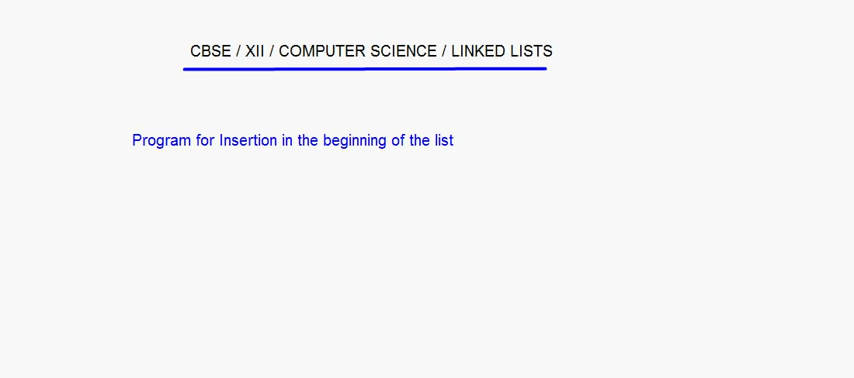 CBSE / XII / COMPUTER SCIENCE / LINKED LISTS
Program for Insertion in the beginning of the list